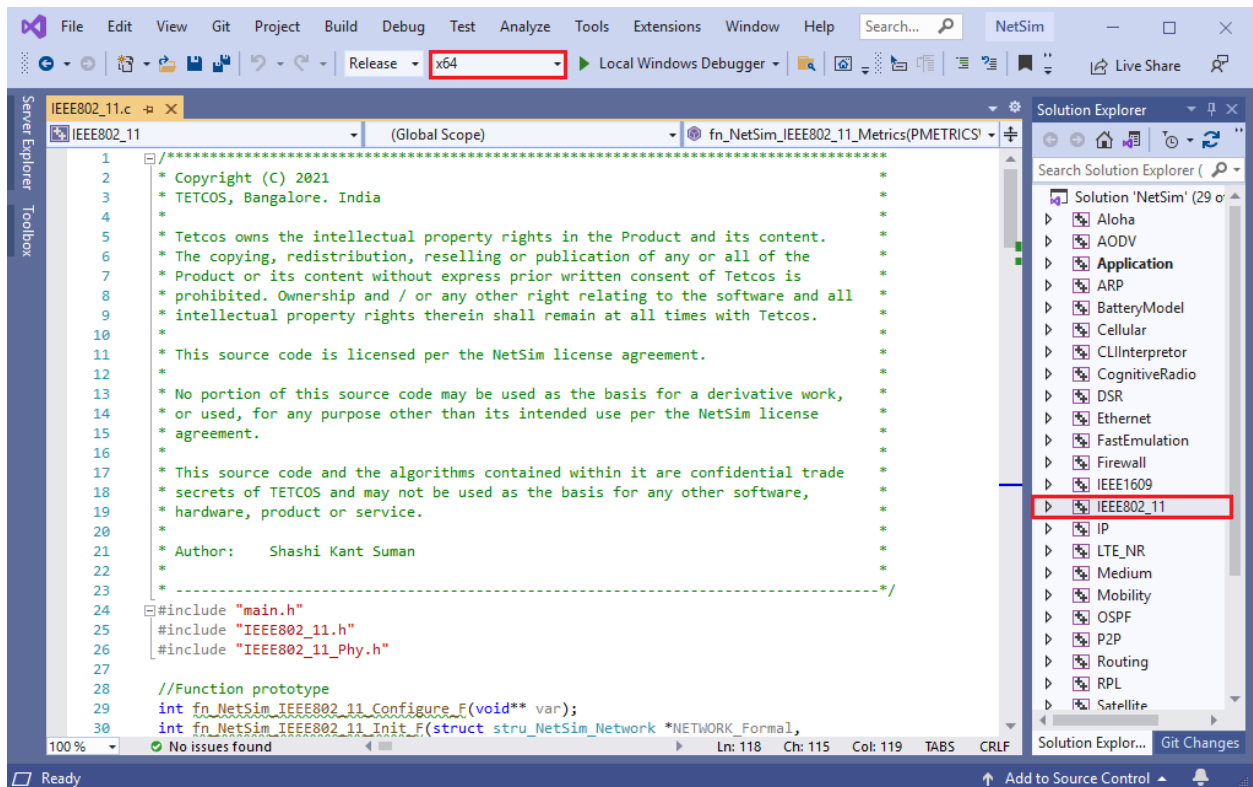 File Edit View Git Project Build Debug Test Analyze Tools Extensions Window Help Search... NetSim
Release x64 Local Windows Debugger Live Share
Server Explorer
Toolbox
IEEE802_11.c
IEEE802_11 (Global Scope) fn_NetSim_IEEE802_11_Metrics(PMETRICS
1 /************************************************************************************
2 * Copyright (C) 2021 *
3 * TETCOS, Bangalore. India *
4 * *
5 * Tetcos owns the intellectual property rights in the Product and its content. *
6 * The copying, redistribution, reselling or publication of any or all of the *
7 * Product or its content without express prior written consent of Tetcos is *
8 * prohibited. Ownership and / or any other right relating to the software and all *
9 * intellectual property rights therein shall remain at all times with Tetcos. *
10 * *
11 * This source code is licensed per the NetSim license agreement. *
12 * *
13 * No portion of this source code may be used as the basis for a derivative work, *
14 * or used, for any purpose other than its intended use per the NetSim license *
15 * agreement. *
16 * *
17 * This source code and the algorithms contained within it are confidential trade *
18 * secrets of TETCOS and may not be used as the basis for any other software, *
19 * hardware, product or service. *
20 * *
21 * Author: Shashi Kant Suman *
22 * *
23 * ----------------------------------------------------------------------------------*/
24 #include "main.h"
25 #include "IEEE802_11.h"
26 #include "IEEE802_11_Phy.h"
27
28 //Function prototype
29 int fn_NetSim_IEEE802_11_Configure_F(void** var);
30 int fn_NetSim_IEEE802_11_Init_F(struct stru_NetSim_Network *NETWORK_Formal,
100 % No issues found Ln: 118 Ch: 115 Col: 119 TABS CRLF
Solution Explorer
Search Solution Explorer (
Solution 'NetSim' (29 o
Aloha
AODV
Application
ARP
BatteryModel
Cellular
CLIInterpretor
CognitiveRadio
DSR
Ethernet
FastEmulation
Firewall
IEEE1609
IEEE802_11
IP
LTE_NR
Medium
Mobility
OSPF
P2P
Routing
RPL
Satellite
Solution Explor... Git Changes
Ready Add to Source Control